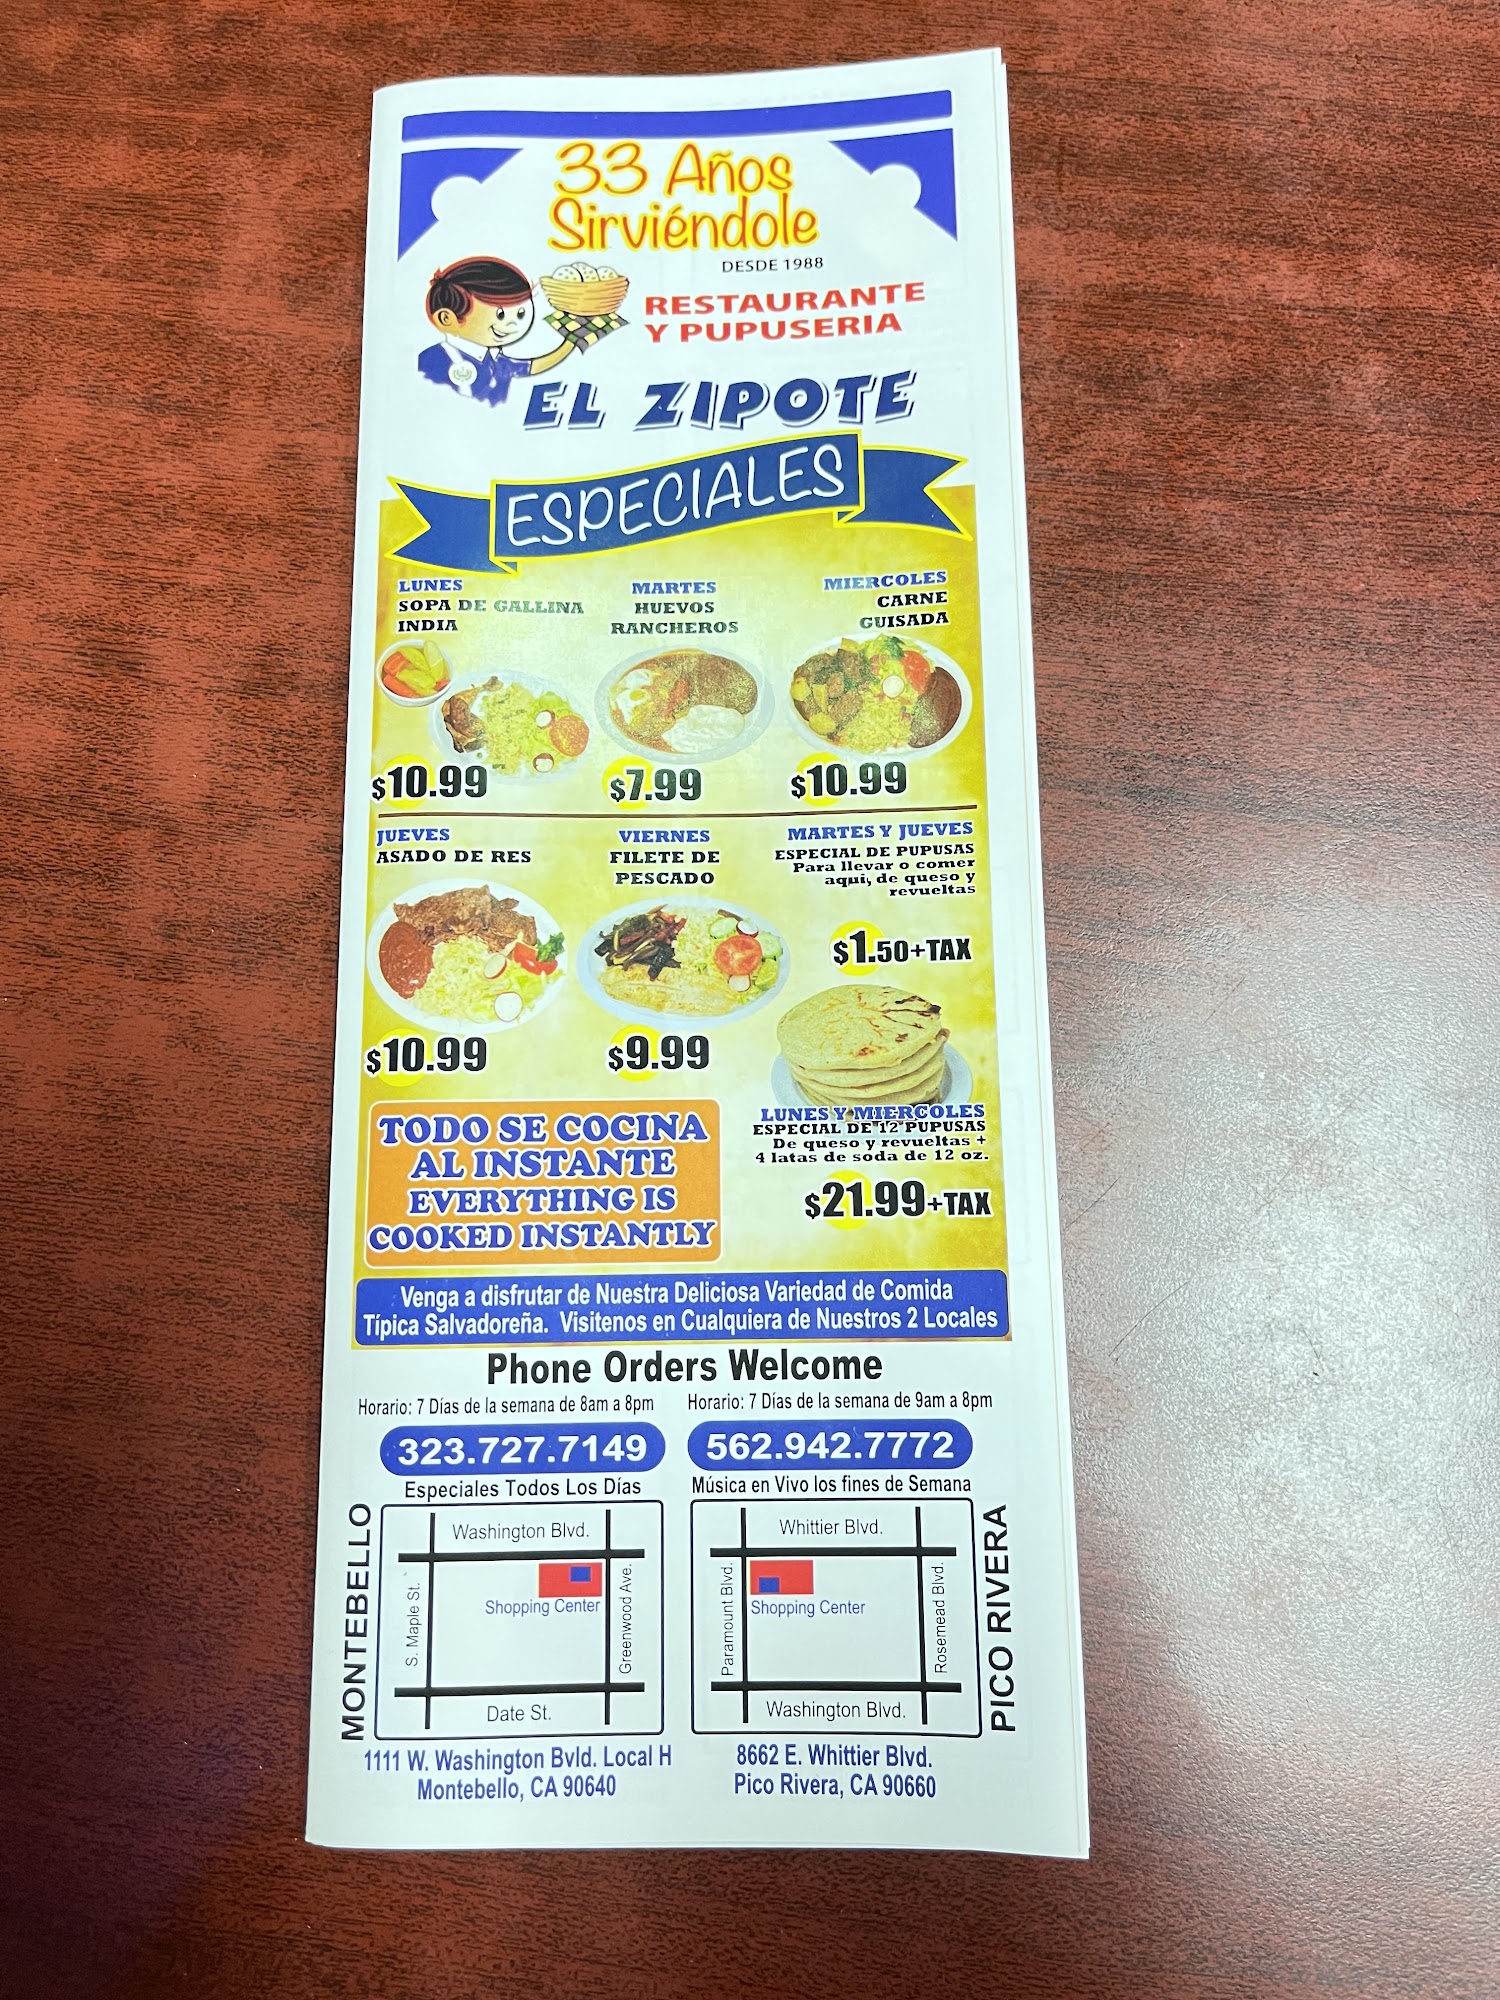 33 Años
Sirviéndole
DESDE 1988
RESTAURANTE
Y PUPUSERIA
EL ZIPOTE
ESPECIALES
LUNES
SOPA DE GALLINA
INDIA
$10.99
MARTES
HUEVOS
RANCHEROS
$7.99
MIERCOLES
CARNE
GUISADA
$10.99
JUEVES
ASADO DE RES
$10.99
VIERNES
FILETE DE
PESCADO
$9.99
MARTES Y JUEVES
ESPECIAL DE PUPUSAS
Para llevar o comer
aqui, de queso y
revueltas
$1.50+TAX
LUNES Y MIERCOLES
ESPECIAL DE 12 PUPUSAS
De queso y revueltas +
4 latas de soda de 12 oz.
$21.99+TAX
TODO SE COCINA
AL INSTANTE
EVERYTHING IS
COOKED INSTANTLY
Venga a disfrutar de Nuestra Deliciosa Variedad de Comida
Típica Salvadoreña. Visitenos en Cualquiera de Nuestros 2 Locales
Phone Orders Welcome
Horario: 7 Días de la semana de 8am a 8pm
323.727.7149
Especiales Todos Los Días
MONTEBELLO
Washington Blvd.
S. Maple St.
Shopping Center
Greenwood Ave.
Date St.
1111 W. Washington Bvld. Local H
Montebello, CA 90640
Horario: 7 Días de la semana de 9am a 8pm
562.942.7772
Música en Vivo los fines de Semana
Whittier Blvd.
Paramount Blvd.
Shopping Center
Rosemead Blvd.
Washington Blvd.
PICO RIVERA
8662 E. Whittier Blvd.
Pico Rivera, CA 90660